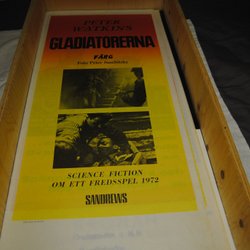 PETER
WATKINS
GLADIATORERNA
FÄRG
Foto Peter Suschitzky
SCIENCE FICTION
OM ETT FREDSSPEL 1972
SANDREWS